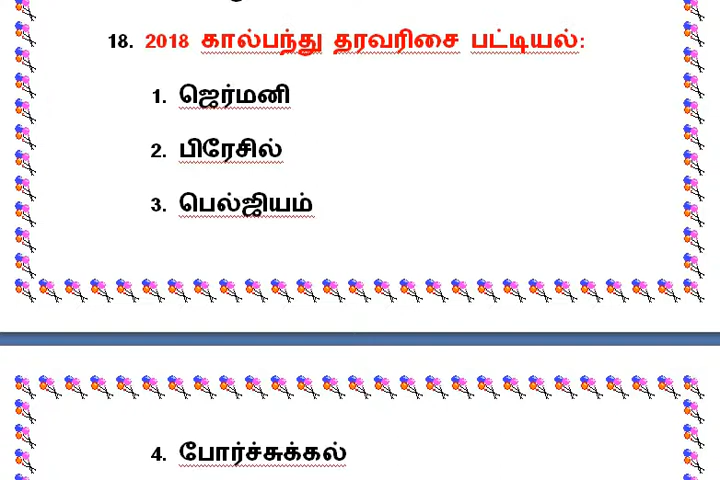 18. 2018 கால்பந்து தரவரிசை பட்டியல்:
1. ஜெர்மனி
2. பிரேசில்
3. பெல்ஜியம்
4. போர்ச்சுக்கல்